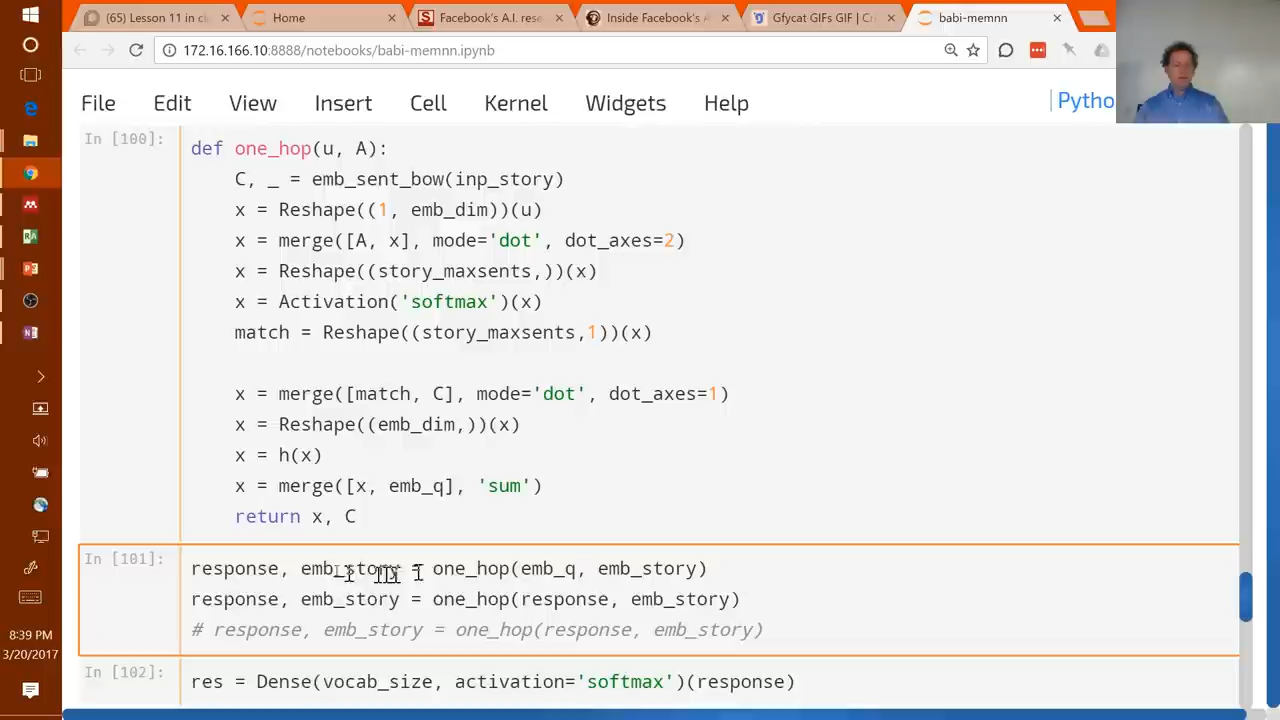 (65) Lesson 11 in cl
Home
Facebook's A.I. rese
Inside Facebook's A
Gfycat GIFs GIF | Cr
babi-memnn
172.16.166.10:8888/notebooks/babi-memnn.ipynb
File Edit View Insert Cell Kernel Widgets Help
Pytho
In [100]:
def one_hop(u, A):
C, _ = emb_sent_bow(inp_story)
x = Reshape((1, emb_dim))(u)
x = merge([A, x], mode='dot', dot_axes=2)
x = Reshape((story_maxsents,))(x)
x = Activation('softmax')(x)
match = Reshape((story_maxsents,1))(x)
x = merge([match, C], mode='dot', dot_axes=1)
x = Reshape((emb_dim,))(x)
x = h(x)
x = merge([x, emb_q], 'sum')
return x, C
In [101]:
response, emb_story = one_hop(emb_q, emb_story)
response, emb_story = one_hop(response, emb_story)
# response, emb_story = one_hop(response, emb_story)
In [102]:
res = Dense(vocab_size, activation='softmax')(response)
8:39 PM
3/20/2017